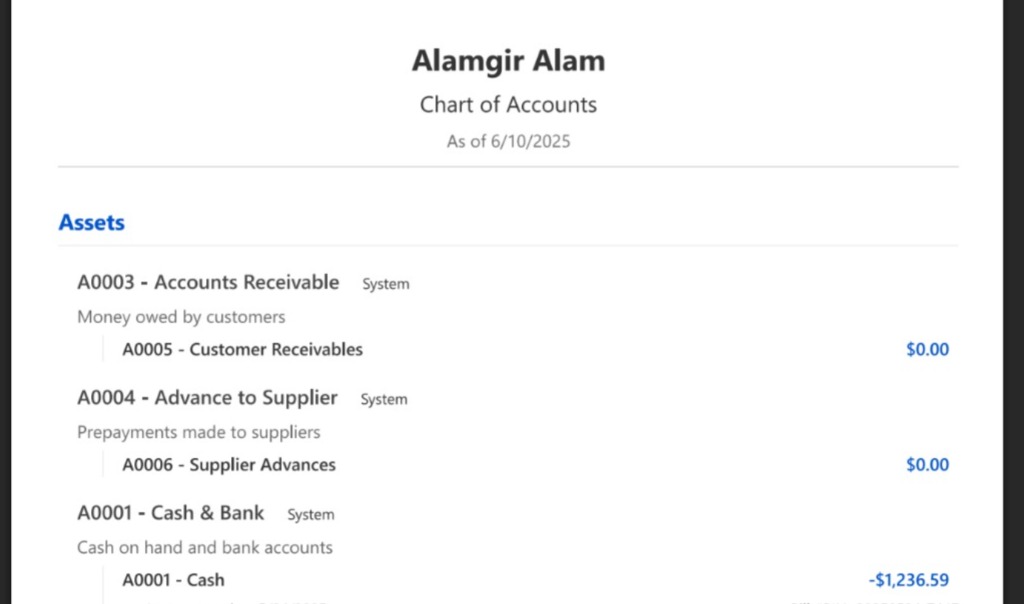 Alamgir Alam
Chart of Accounts
As of 6/10/2025
Assets
A0003 - Accounts Receivable System
Money owed by customers
A0005 - Customer Receivables $0.00
A0004 - Advance to Supplier System
Prepayments made to suppliers
A0006 - Supplier Advances $0.00
A0001 - Cash & Bank System
Cash on hand and bank accounts
A0001 - Cash -$1,236.59